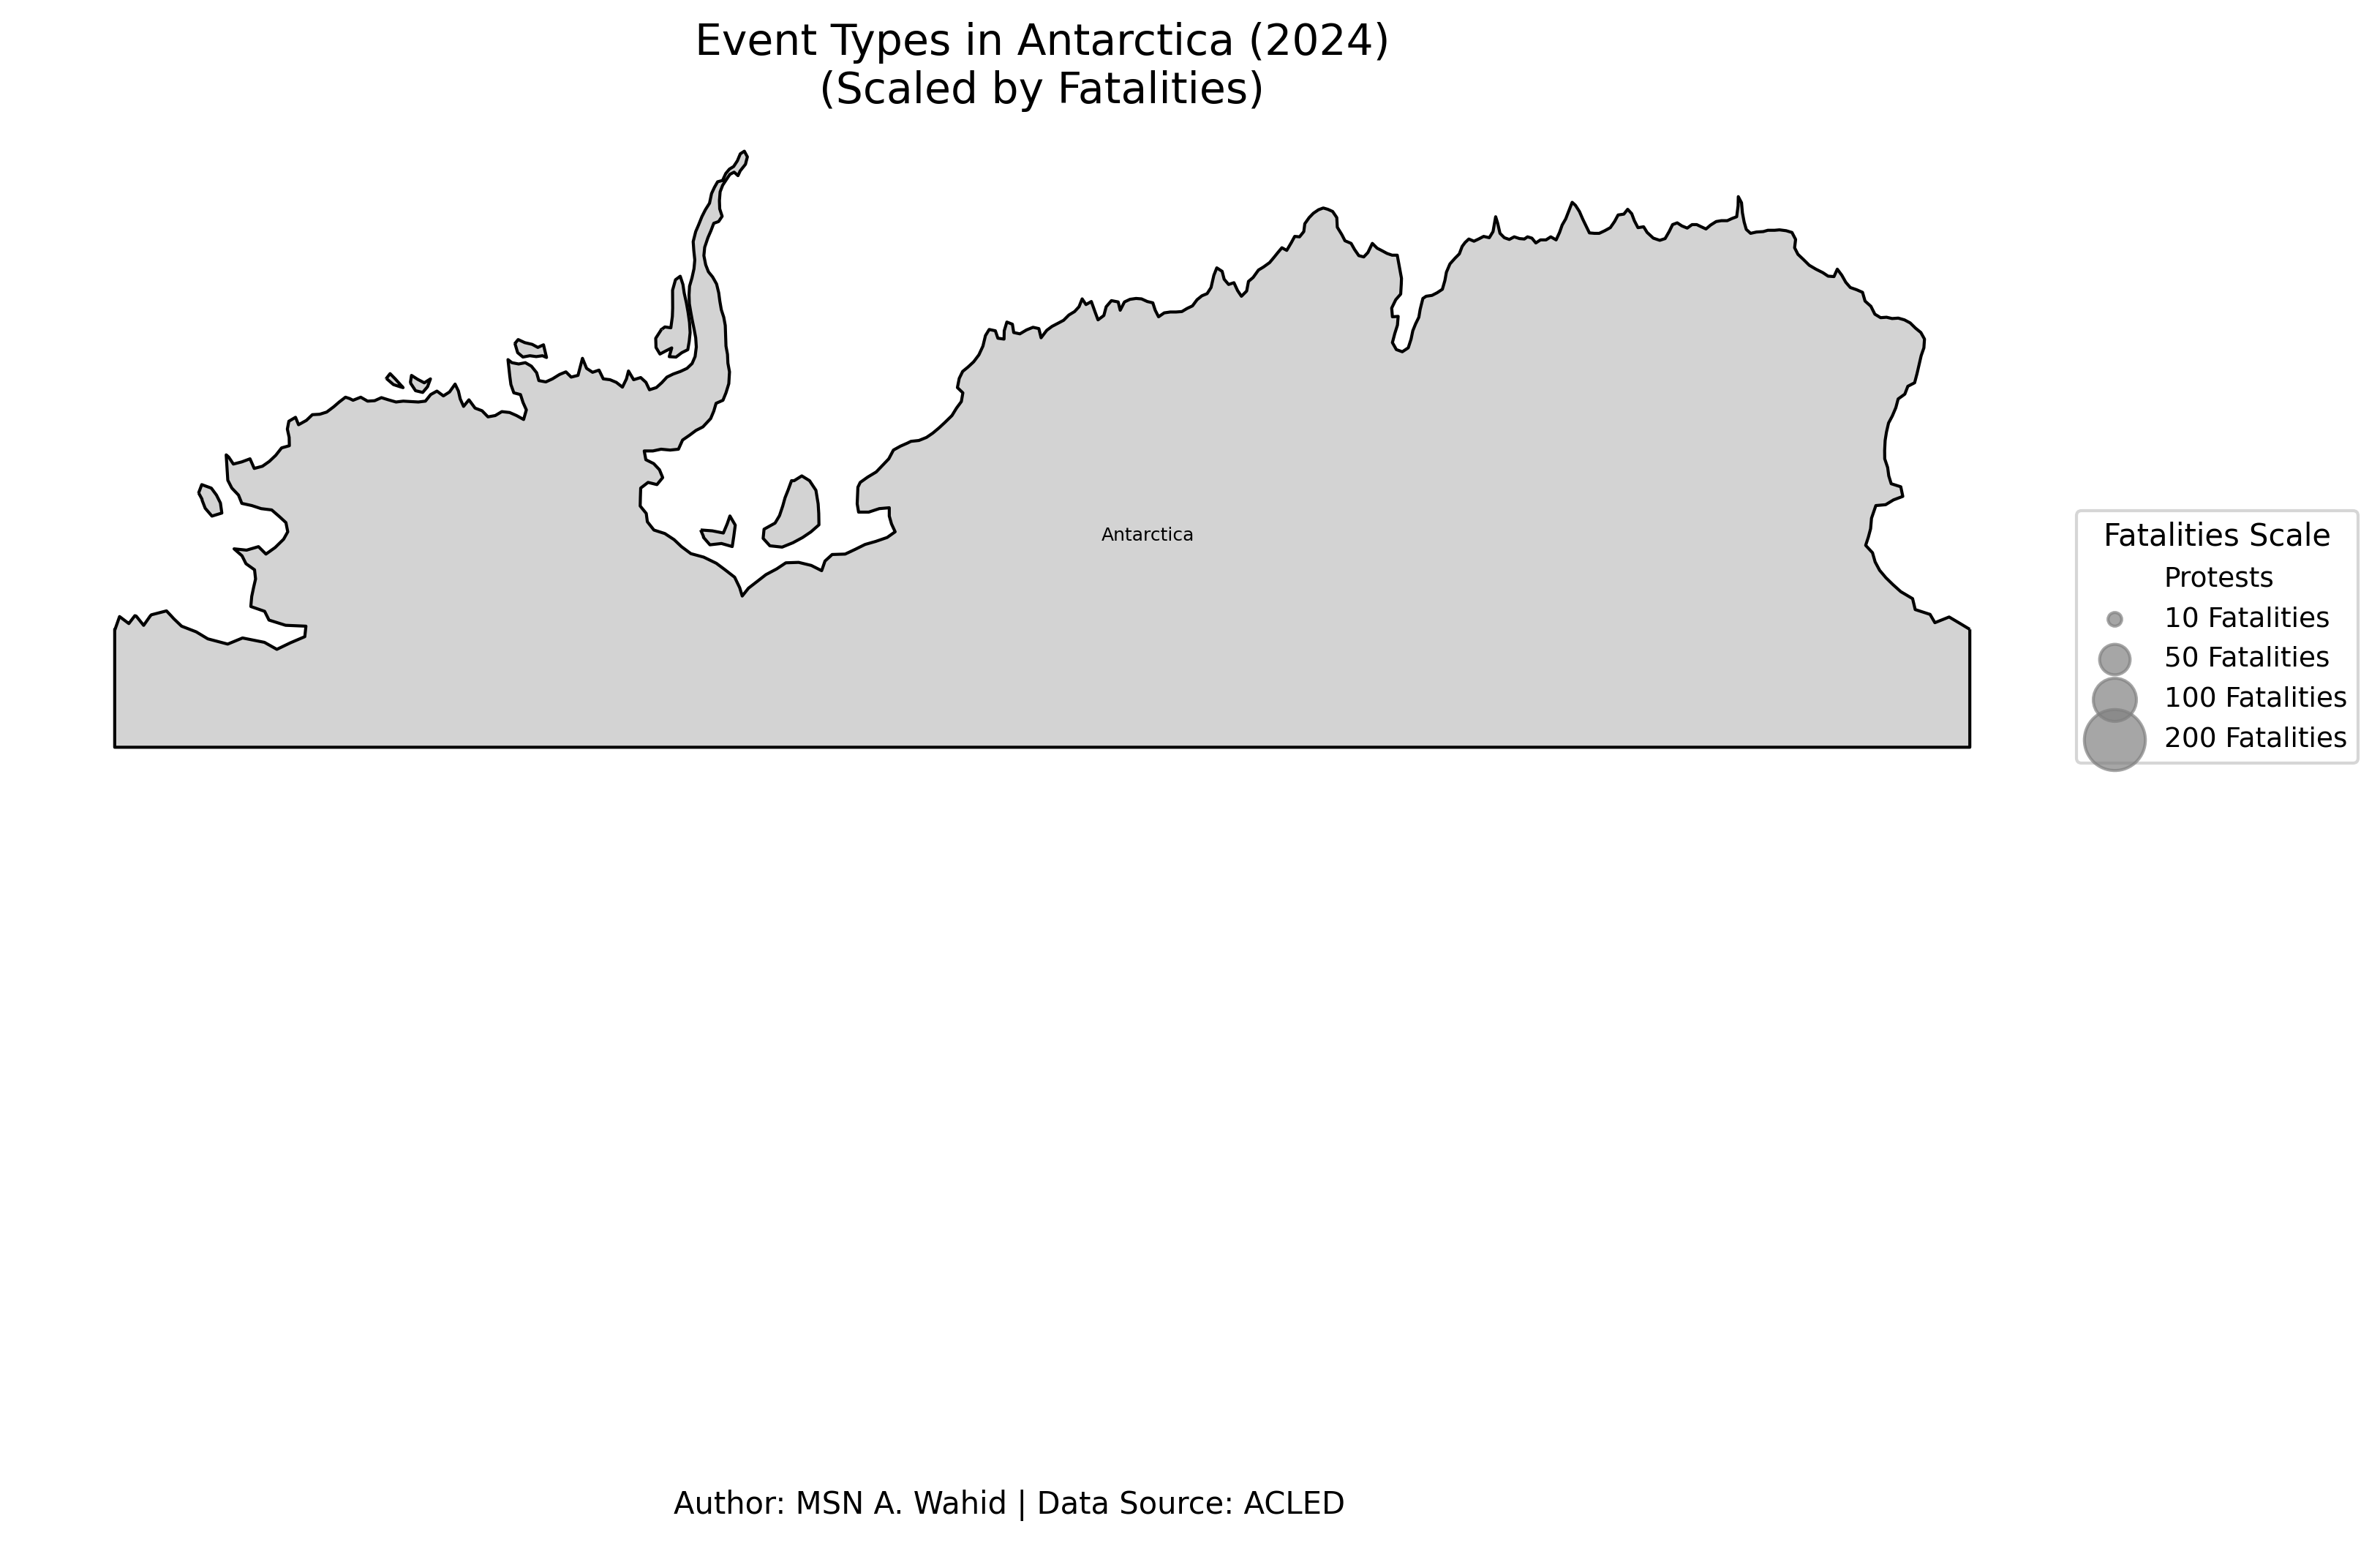 Event Types in Antarctica (2024)
(Scaled by Fatalities)
Antarctica
Fatalities Scale
Protests
10 Fatalities
50 Fatalities
100 Fatalities
200 Fatalities
Author: MSN A. Wahid | Data Source: ACLED